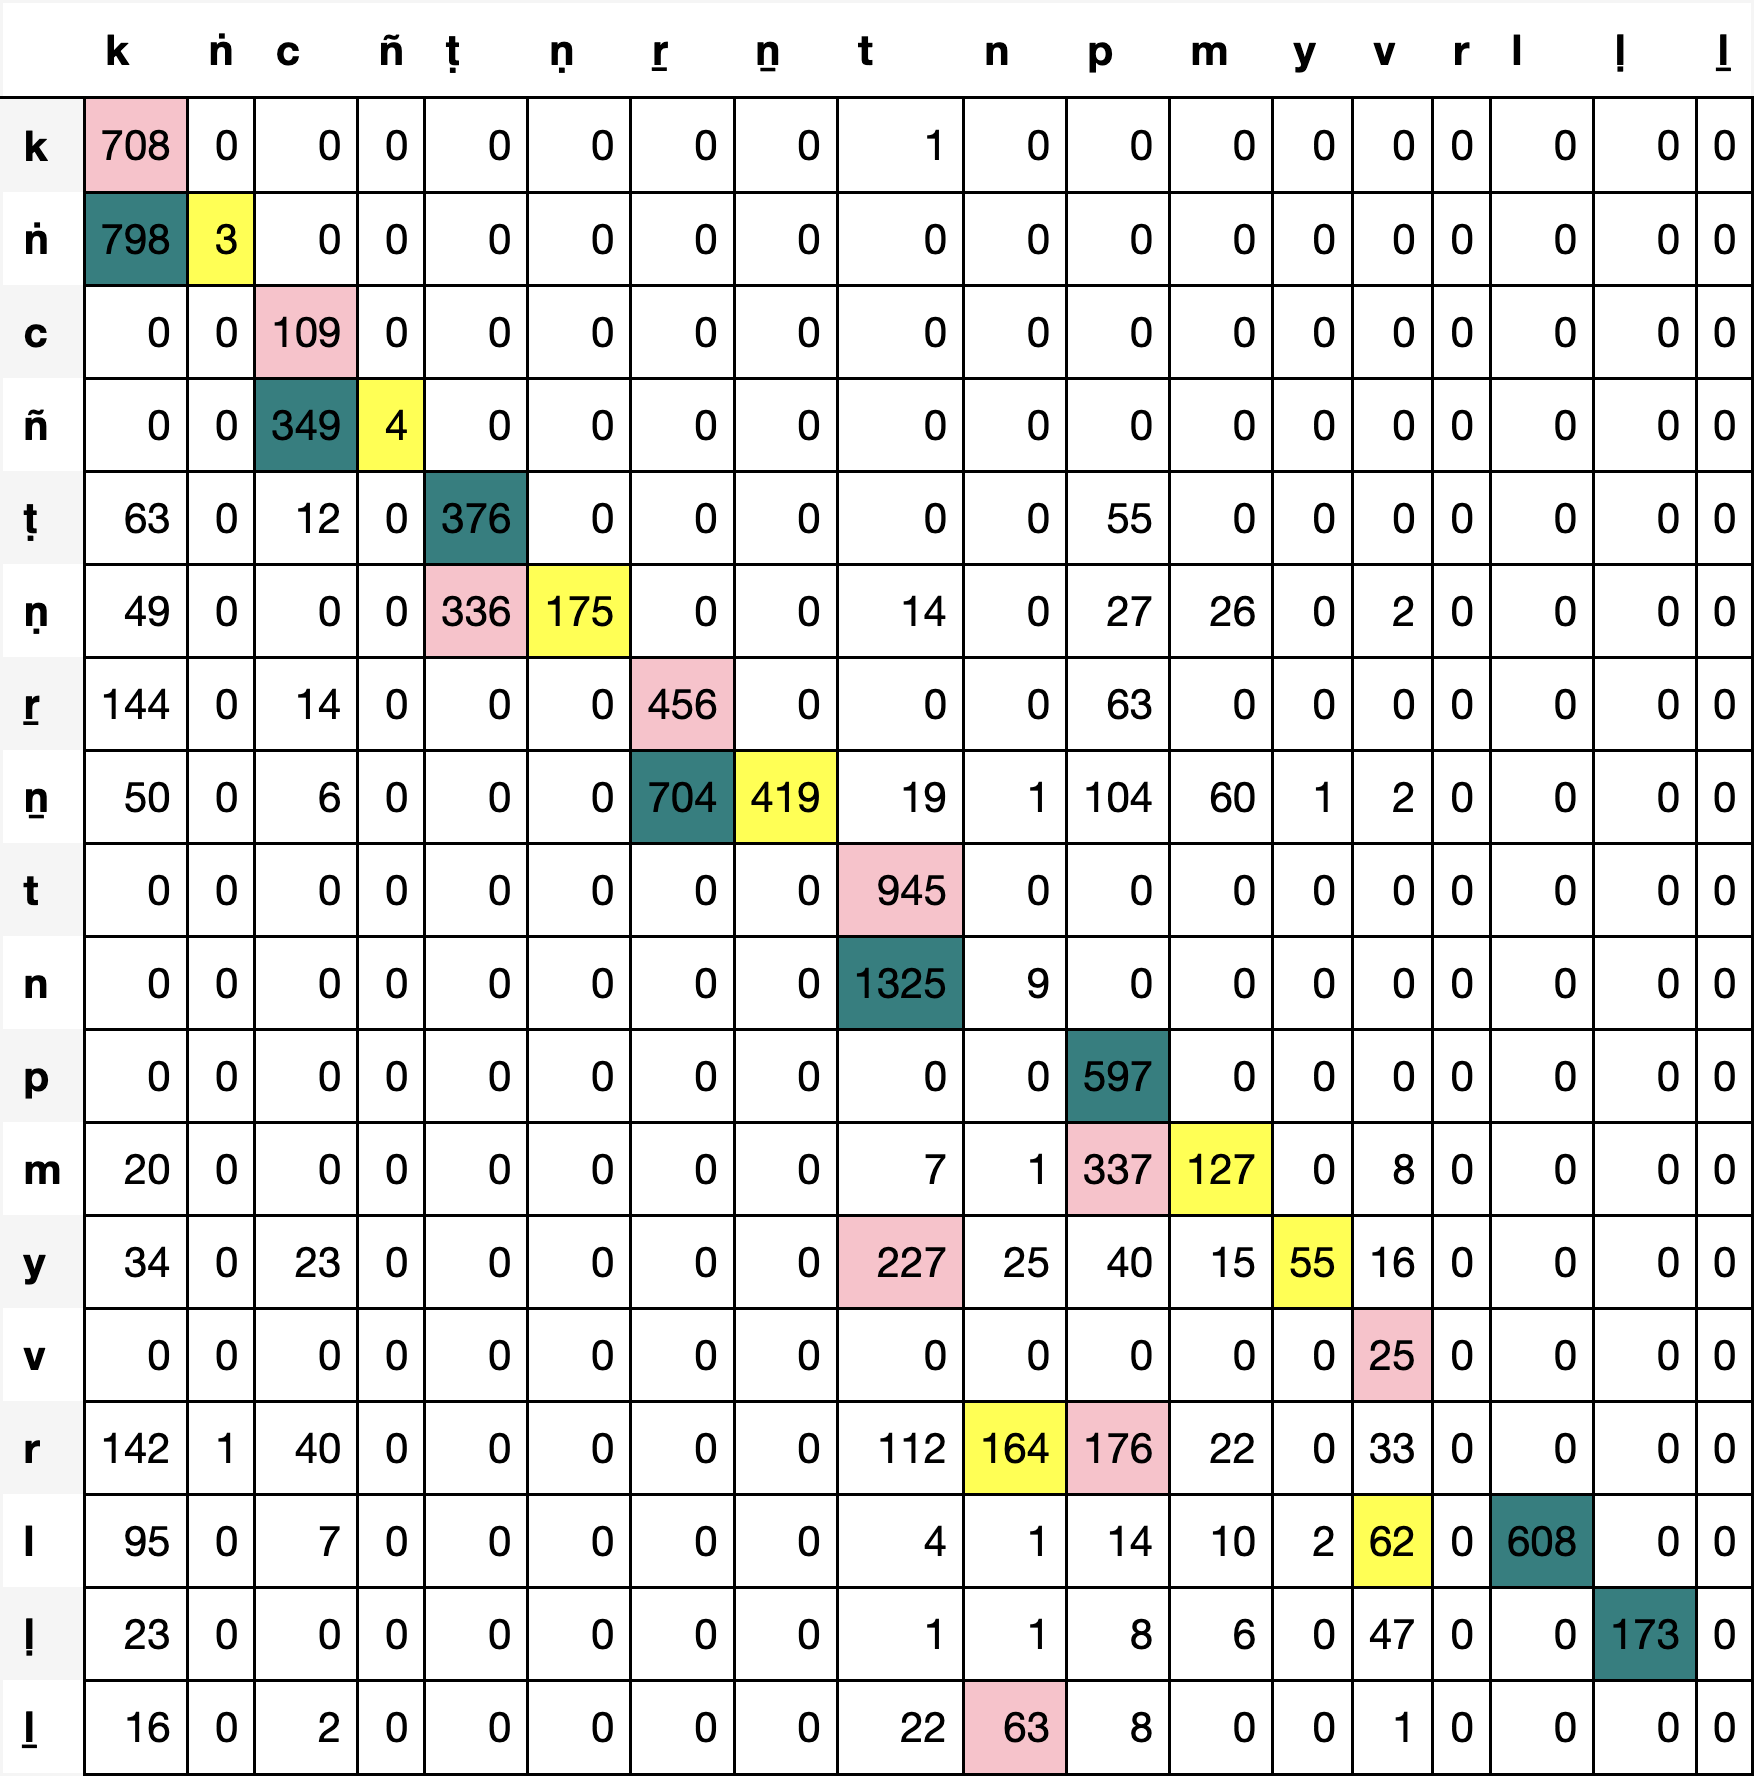 k ṅ c ñ ṭ ṇ ṟ ṉ t n p m y v r l ḷ ḻ
k 708 0 0 0 0 0 0 0 1 0 0 0 0 0 0 0 0 0
ṅ 798 3 0 0 0 0 0 0 0 0 0 0 0 0 0 0 0 0
c 0 0 109 0 0 0 0 0 0 0 0 0 0 0 0 0 0 0
ñ 0 0 349 4 0 0 0 0 0 0 0 0 0 0 0 0 0 0
ṭ 63 0 12 0 376 0 0 0 0 0 55 0 0 0 0 0 0 0
ṇ 49 0 0 0 336 175 0 0 14 0 27 26 0 2 0 0 0 0
ṟ 144 0 14 0 0 0 456 0 0 0 63 0 0 0 0 0 0 0
ṉ 50 0 6 0 0 0 704 419 19 1 104 60 1 2 0 0 0 0
t 0 0 0 0 0 0 0 0 945 0 0 0 0 0 0 0 0 0
n 0 0 0 0 0 0 0 0 1325 9 0 0 0 0 0 0 0 0
p 0 0 0 0 0 0 0 0 0 0 597 0 0 0 0 0 0 0
m 20 0 0 0 0 0 0 0 7 1 337 127 0 8 0 0 0 0
y 34 0 23 0 0 0 0 0 227 25 40 15 55 16 0 0 0 0
v 0 0 0 0 0 0 0 0 0 0 0 0 0 25 0 0 0 0
r 142 1 40 0 0 0 0 0 112 164 176 22 0 33 0 0 0 0
l 95 0 7 0 0 0 0 0 4 1 14 10 2 62 0 608 0 0
ḷ 23 0 0 0 0 0 0 0 1 1 8 6 0 47 0 0 173 0
ḻ 16 0 2 0 0 0 0 0 22 63 8 0 0 1 0 0 0 0